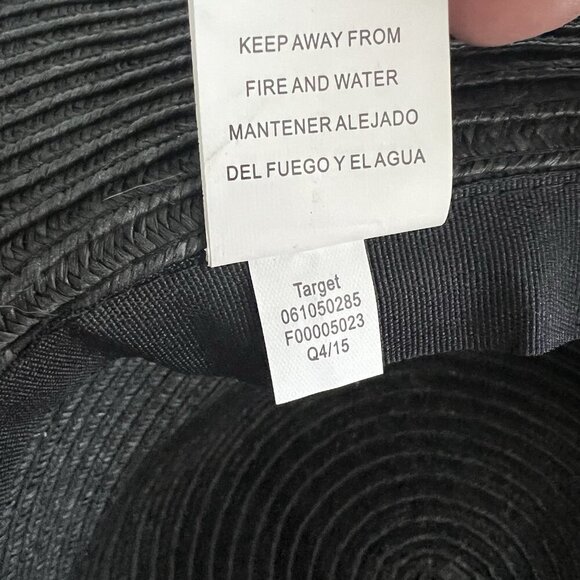 KEEP AWAY FROM
FIRE AND WATER
MANTENER ALEJADO
DEL FUEGO Y EL AGUA
Target
061050285
F00005023
Q4/15